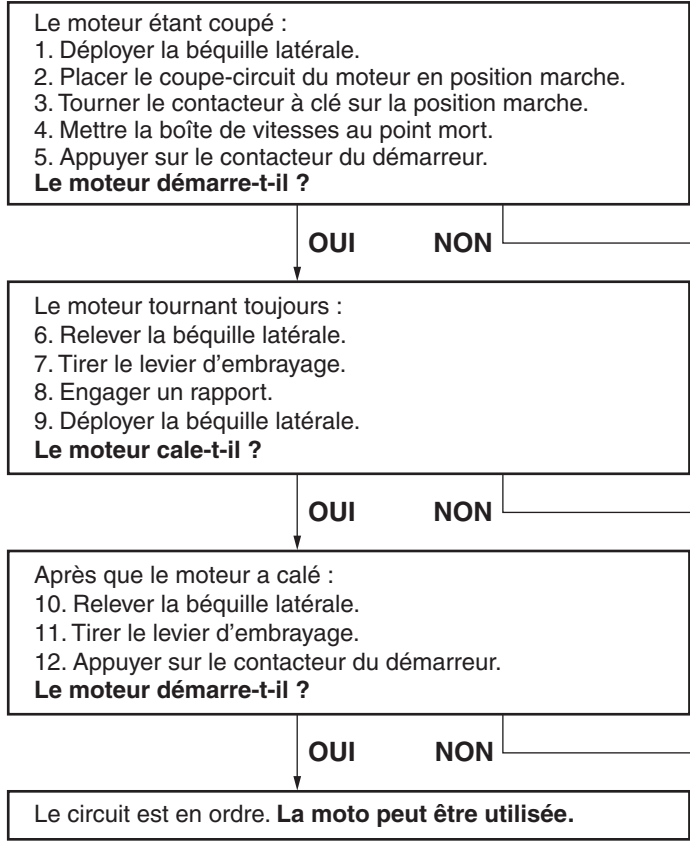 Le moteur étant coupé :
1. Déployer la béquille latérale.
2. Placer le coupe-circuit du moteur en position marche.
3. Tourner le contacteur à clé sur la position marche.
4. Mettre la boîte de vitesses au point mort.
5. Appuyer sur le contacteur du démarreur.
Le moteur démarre-t-il ?
OUI NON
Le moteur tournant toujours :
6. Relever la béquille latérale.
7. Tirer le levier d'embrayage.
8. Engager un rapport.
9. Déployer la béquille latérale.
Le moteur cale-t-il ?
OUI NON
Après que le moteur a calé :
10. Relever la béquille latérale.
11. Tirer le levier d'embrayage.
12. Appuyer sur le contacteur du démarreur.
Le moteur démarre-t-il ?
OUI NON
Le circuit est en ordre. La moto peut être utilisée.